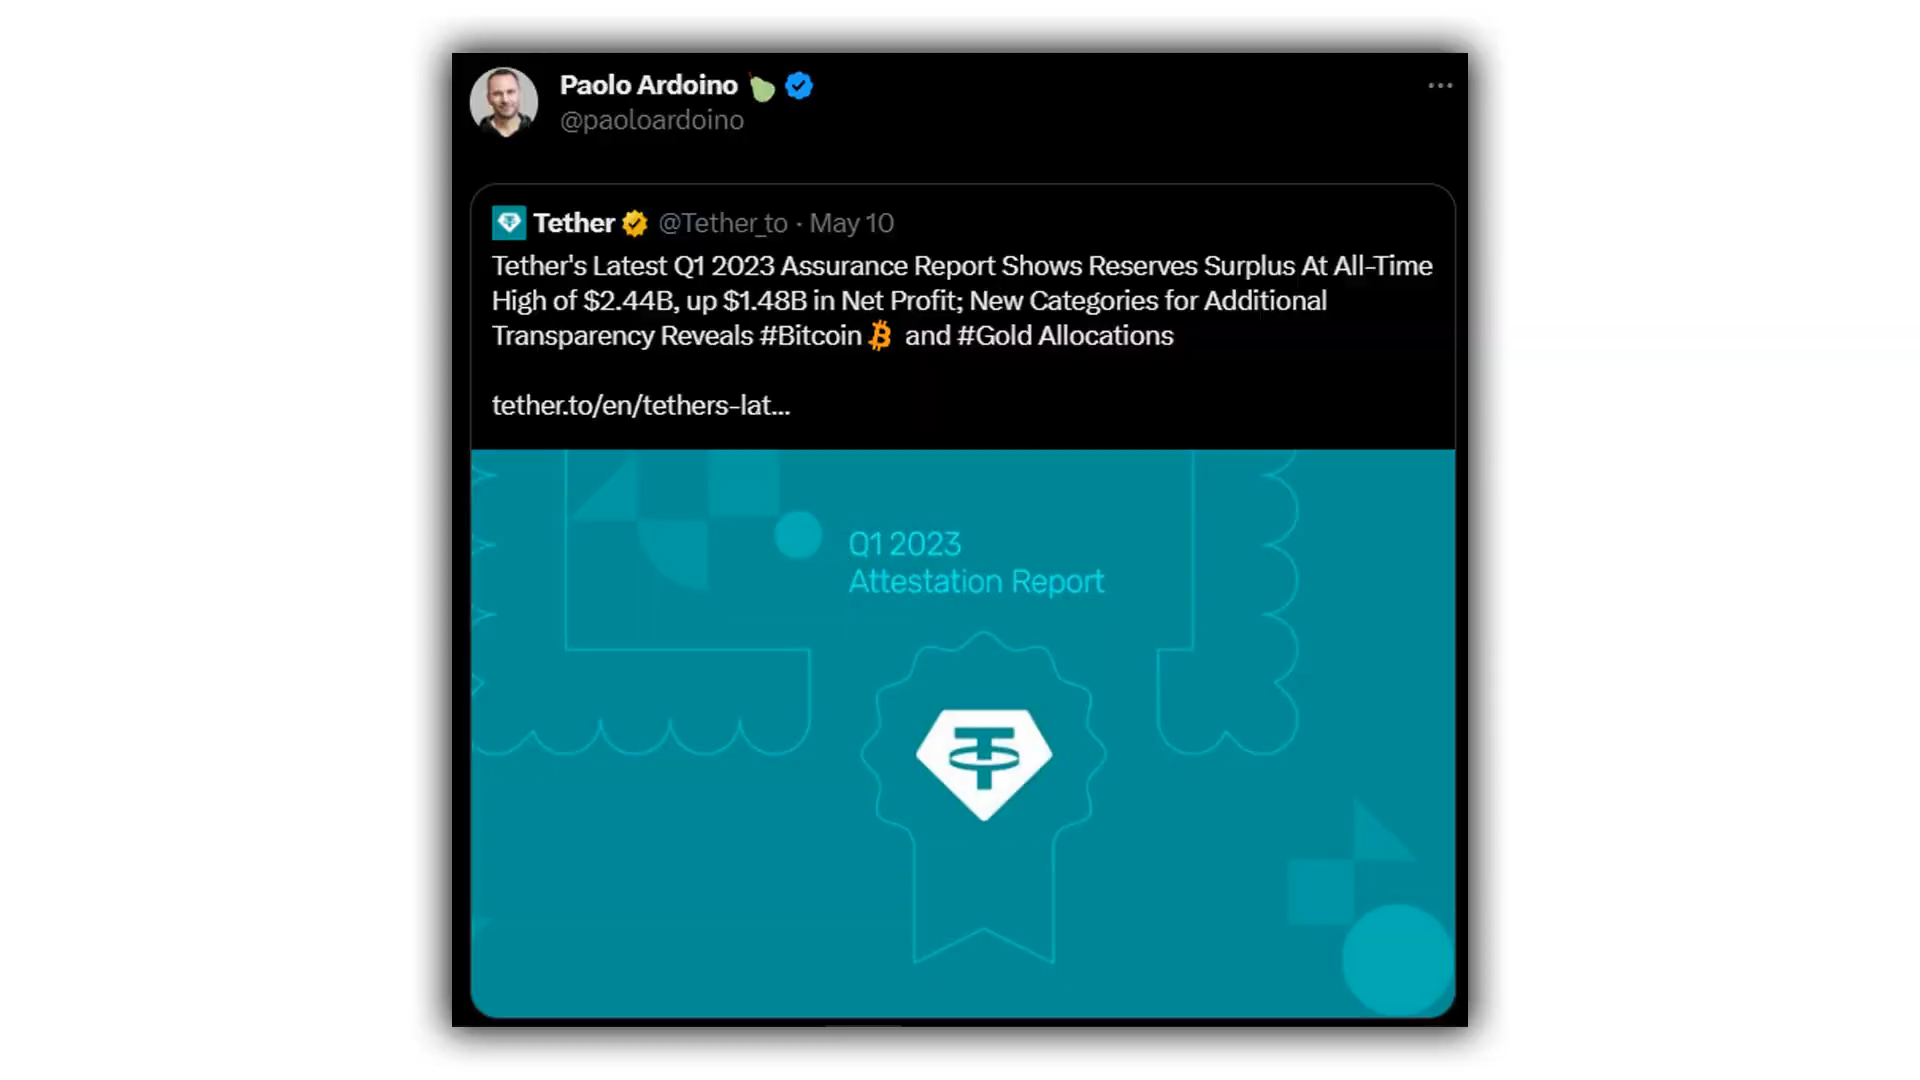 Paolo Ardoino 🍐
@paoloardoino
Tether @Tether_to · May 10
Tether's Latest Q1 2023 Assurance Report Shows Reserves Surplus At All-Time
High of $2.44B, up $1.48B in Net Profit; New Categories for Additional
Transparency Reveals #Bitcoin and #Gold Allocations
tether.to/en/tethers-lat...
Q1 2023
Attestation Report